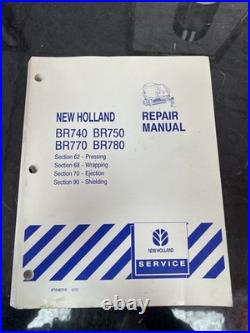 NEW HOLLAND
REPAIR
MANUAL
BR740 BR750
BR770 BR780
Section 62 - Pressing
Section 68 - Wrapping
Section 70 - Ejection
Section 90 - Shielding
NEW HOLLAND
SERVICE